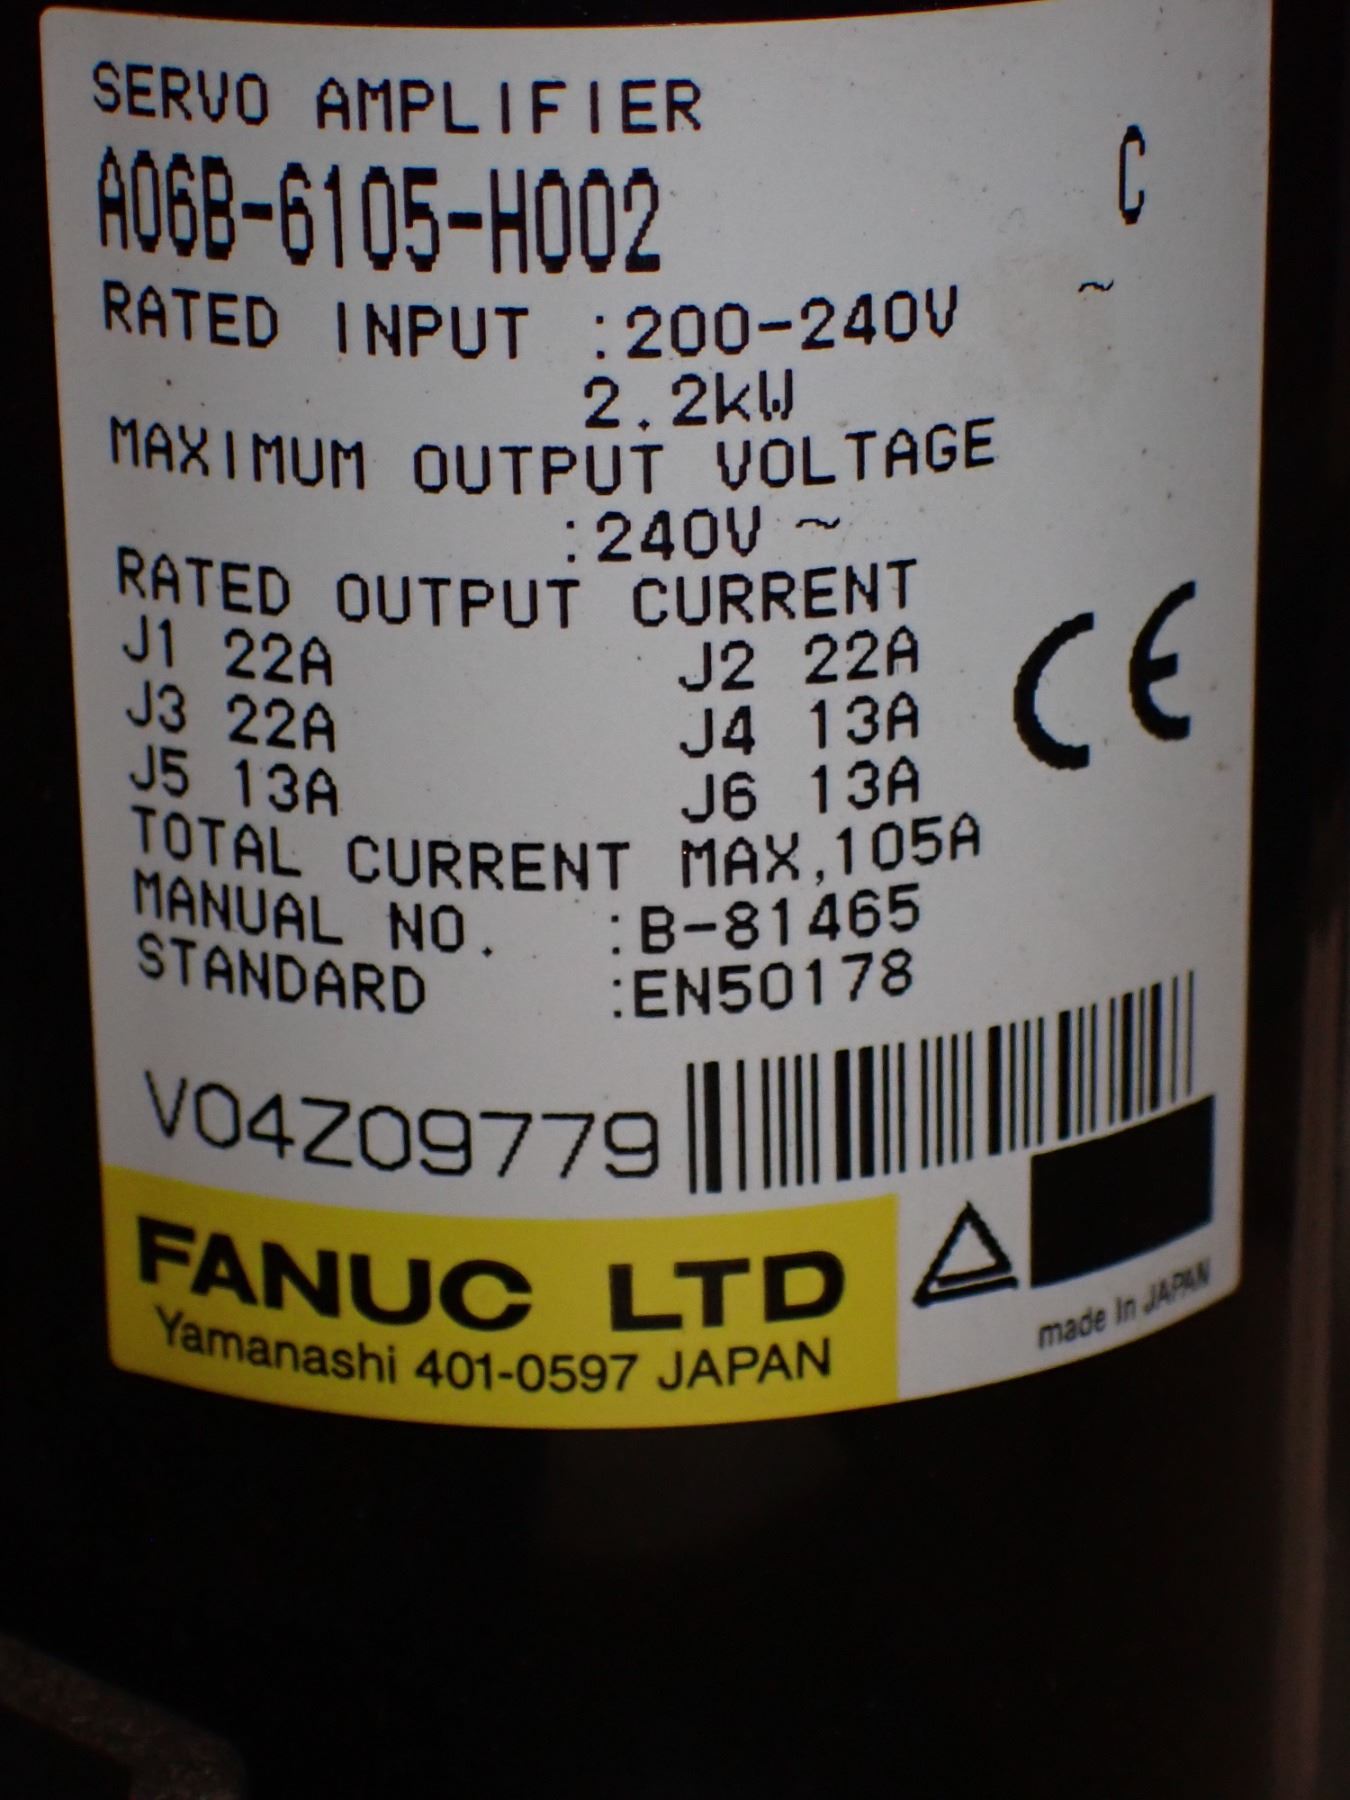 SERVO AMPLIFIER
A06B-6105-H002 C
RATED INPUT :200-240V ~
2.2kW
MAXIMUM OUTPUT VOLTAGE
:240V ~
RATED OUTPUT CURRENT
J1 22A J2 22A
J3 22A J4 13A
J5 13A J6 13A
CE
TOTAL CURRENT MAX,105A
MANUAL NO. :B-81465
STANDARD :EN50178
V04Z09779
FANUC LTD
Yamanashi 401-0597 JAPAN
made In JAPAN